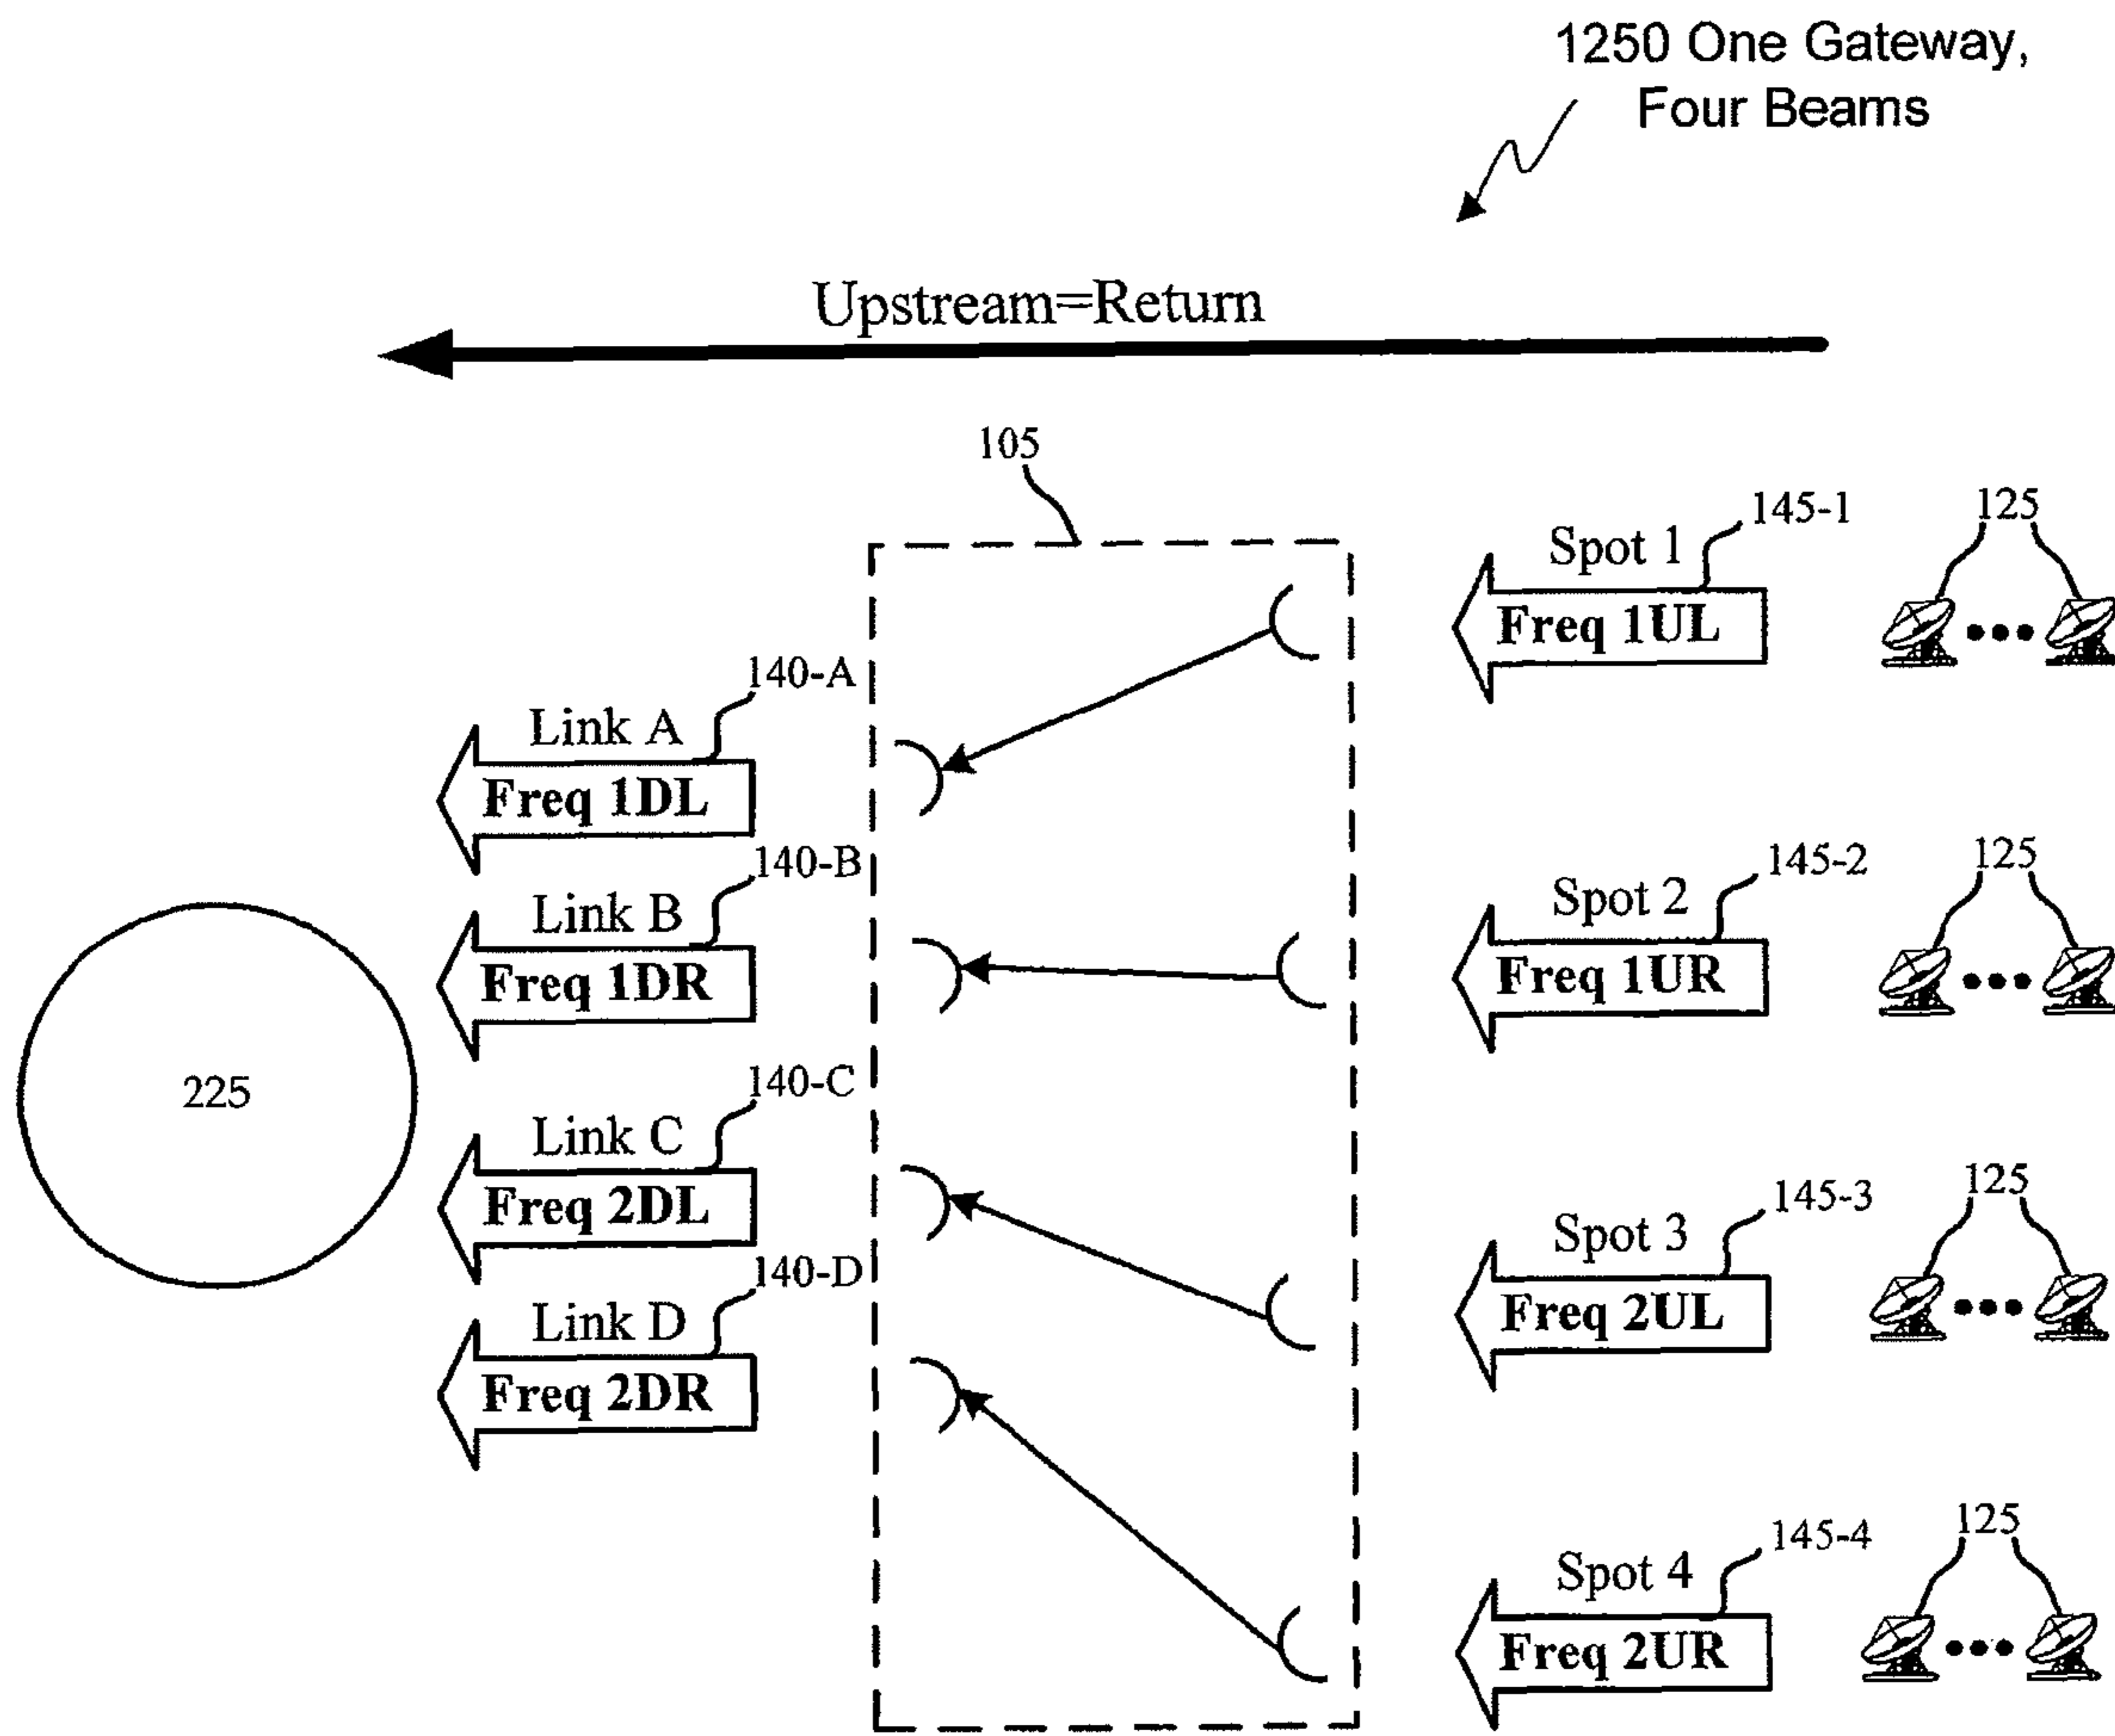 1250 One Gateway,
Four Beams
Upstream=Return
105
Spot 1
145-1
125
Freq 1UL
140-A
Link A
Freq 1DL
140-B
Link B
Freq 1DR
Spot 2
145-2
125
Freq 1UR
225
140-C
Link C
Freq 2DL
Spot 3
145-3
125
Freq 2UL
140-D
Link D
Freq 2DR
Spot 4
145-4
125
Freq 2UR